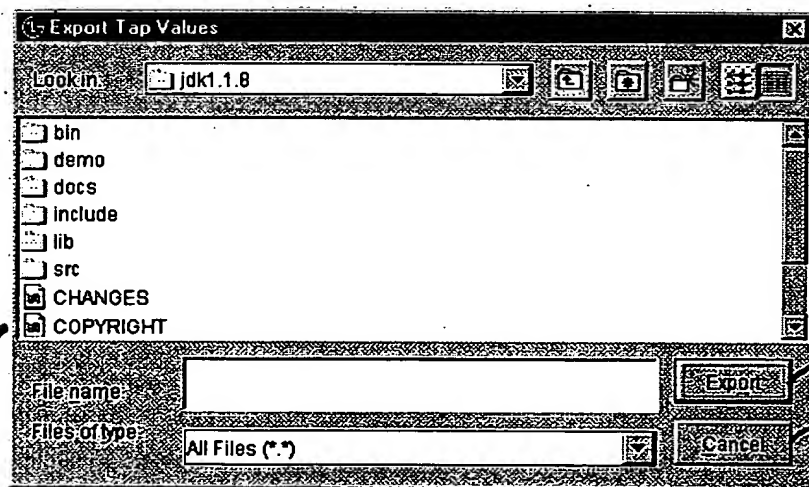 Export Tap Values
Look in: jdk1.1.8
bin
demo
docs
include
lib
src
CHANGES
COPYRIGHT
File name:
Export
Files of type:
All Files (*.*)
Cancel